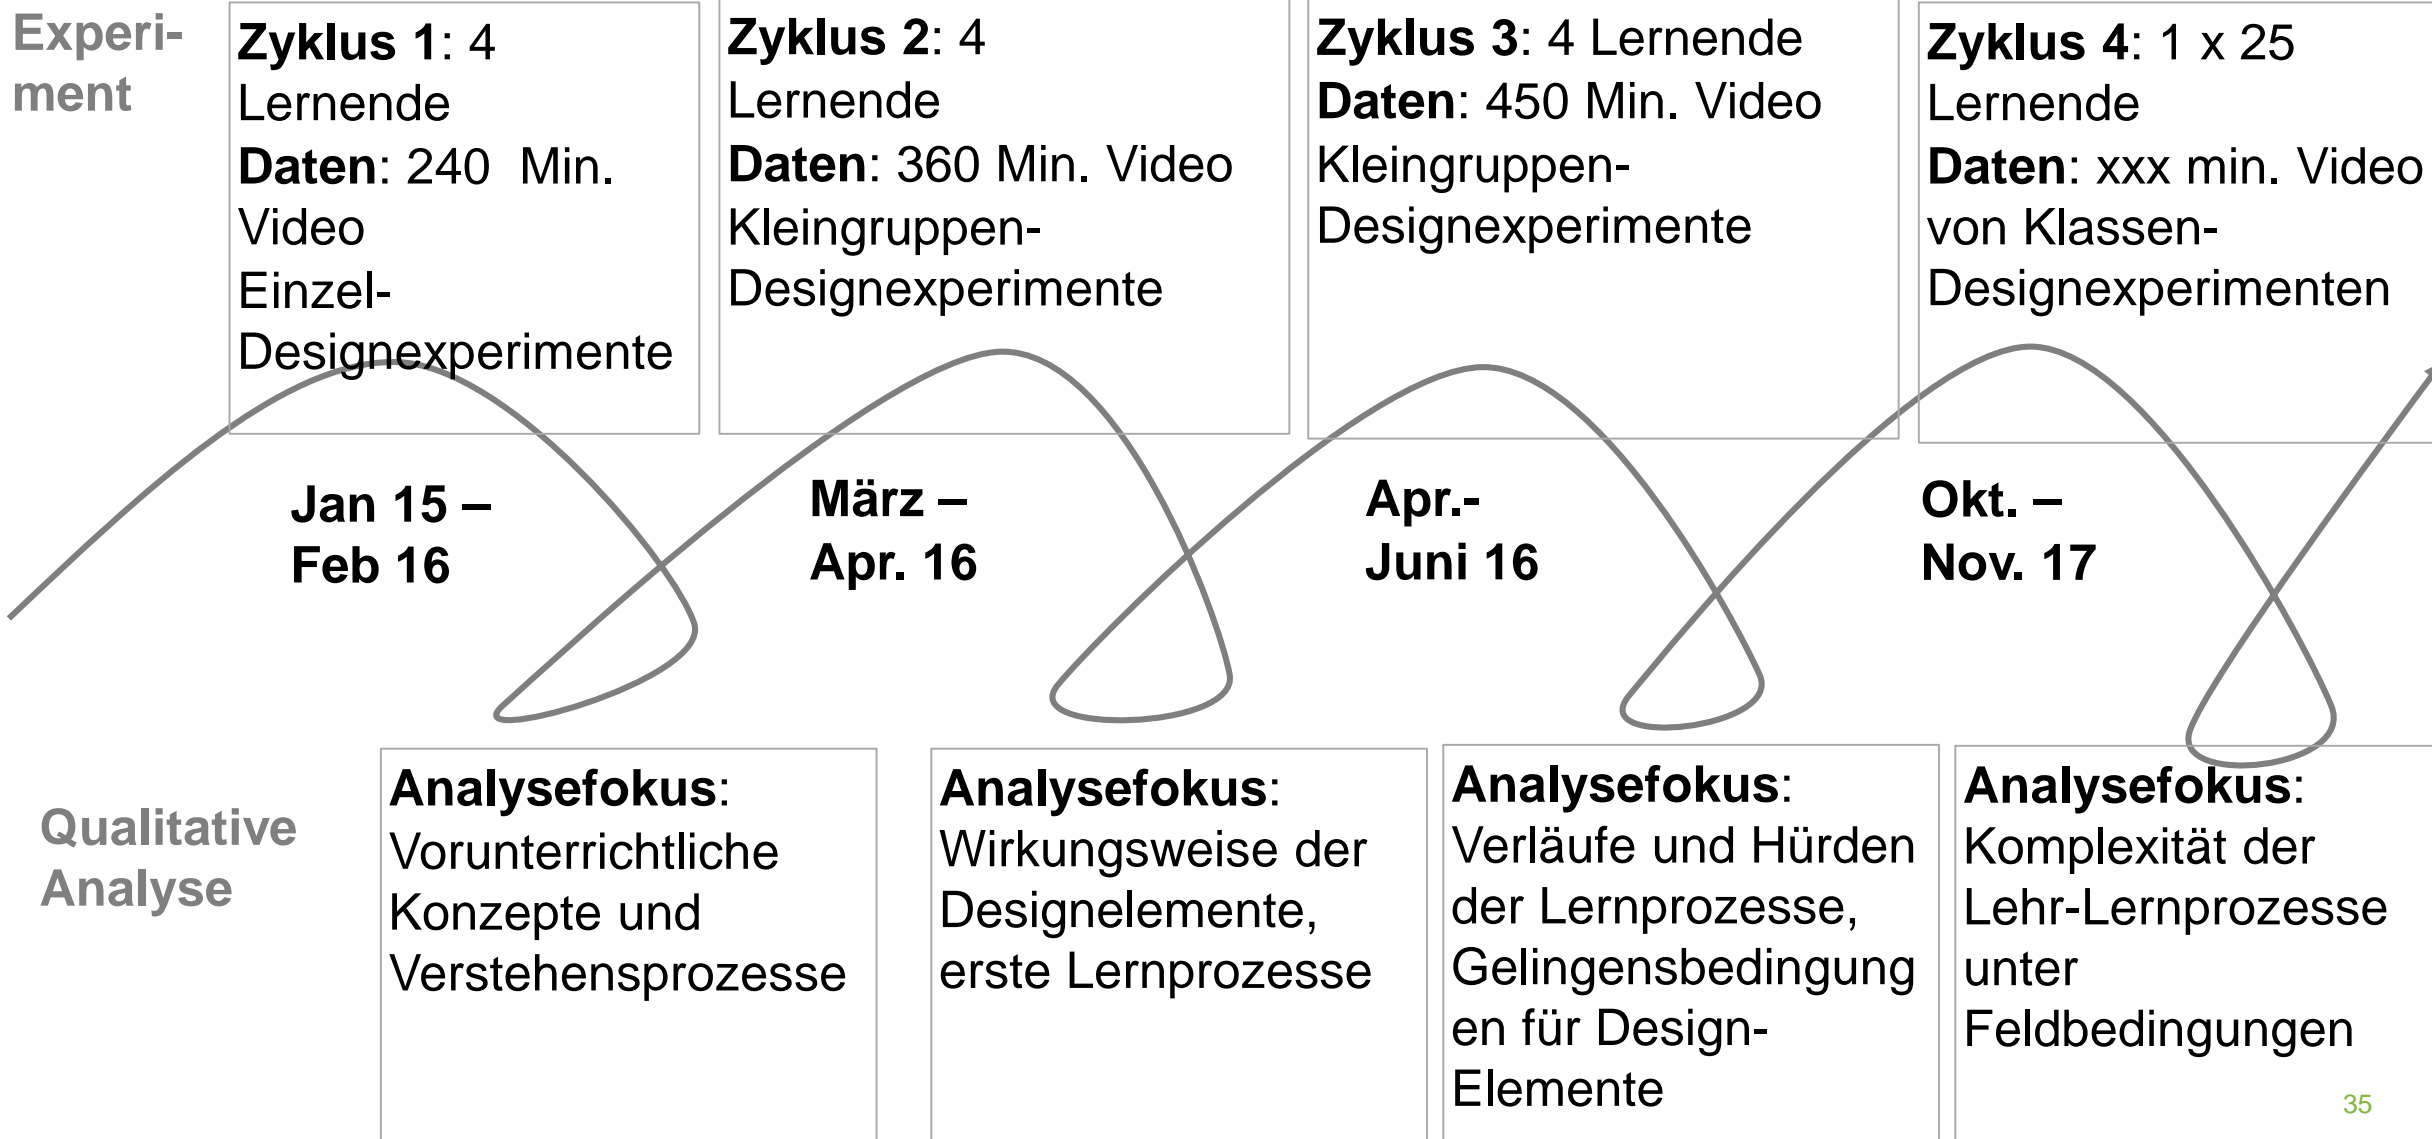 Experi-
ment
Zyklus 1: 4
Lernende
Daten: 240  Min.
Video
Einzel-
Designexperimente
Zyklus 2: 4
Lernende
Daten: 360 Min. Video
Kleingruppen-
Designexperimente
Zyklus 3: 4 Lernende
Daten: 450 Min. Video
Kleingruppen-
Designexperimente
Zyklus 4: 1 x 25
Lernende
Daten: xxx min. Video
von Klassen-
Designexperimenten
Jan 15 –
Feb 16
März –
Apr. 16
Apr.-
Juni 16
Okt. –
Nov. 17
Qualitative
Analyse
Analysefokus:
Vorunterrichtliche
Konzepte und
Verstehensprozesse
Analysefokus:
Wirkungsweise der
Designelemente,
erste Lernprozesse
Analysefokus:
Verläufe und Hürden
der Lernprozesse,
Gelingensbedingung
en für Design-
Elemente
Analysefokus:
Komplexität der
Lehr-Lernprozesse
unter
Feldbedingungen
35